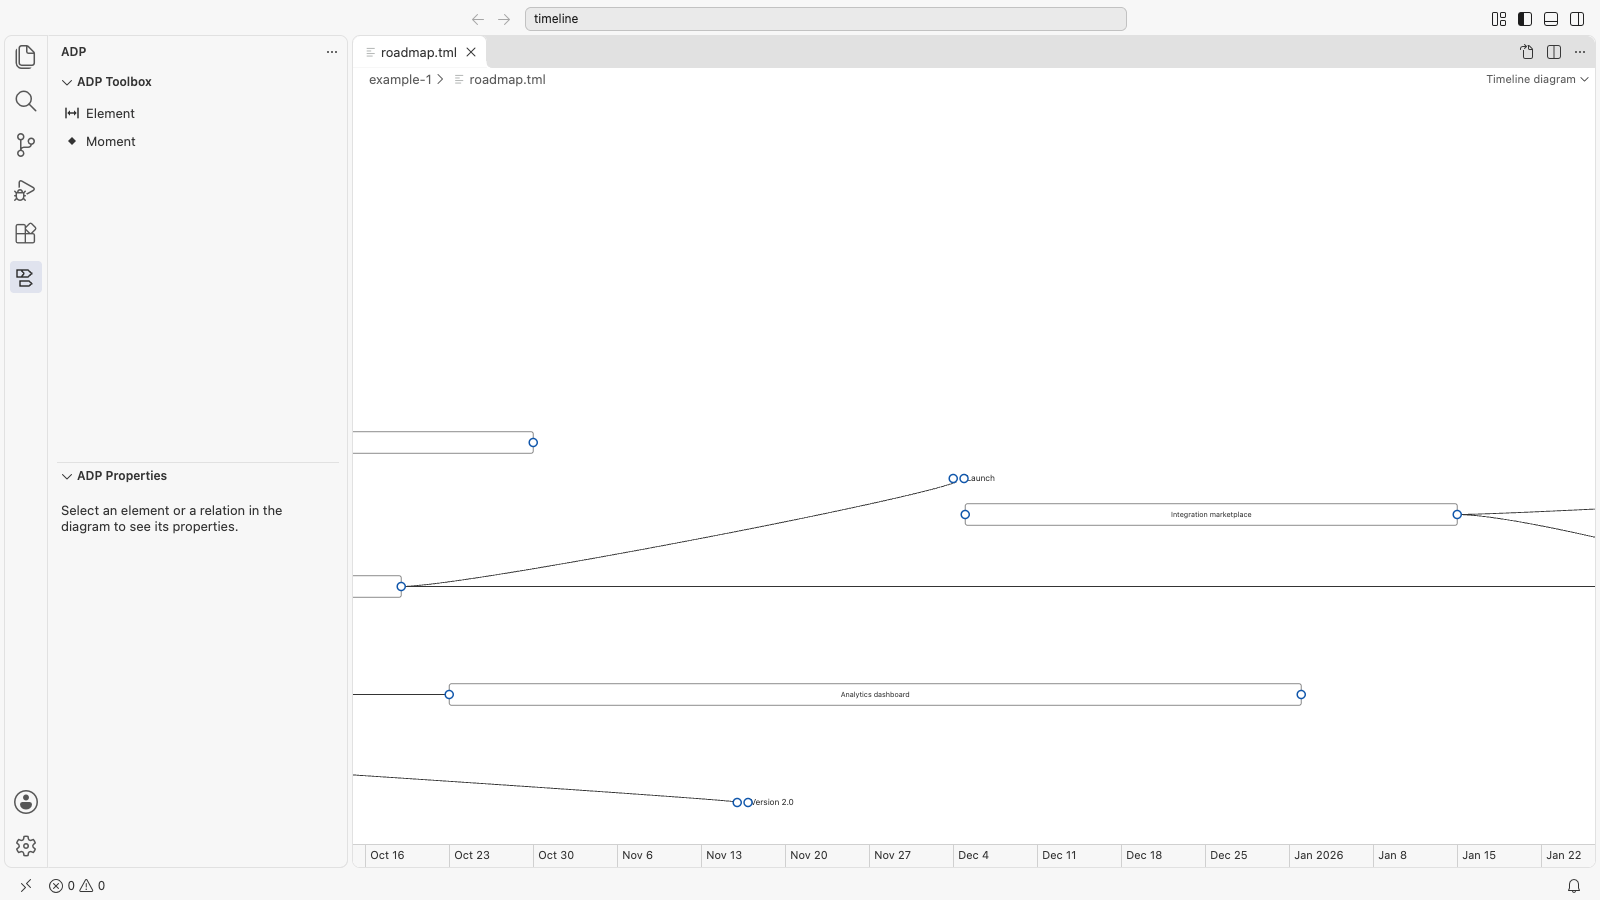 timeline
ADP
ADP Toolbox
Element
Moment
ADP Properties
Select an element or a relation in the
diagram to see its properties.
roadmap.tml
example-1 roadmap.tml
Timeline diagram
Launch
Integration marketplace
Analytics dashboard
Version 2.0
Oct 16 Oct 23 Oct 30 Nov 6 Nov 13 Nov 20 Nov 27 Dec 4 Dec 11 Dec 18 Dec 25 Jan 2026 Jan 8 Jan 15 Jan 22
0 0